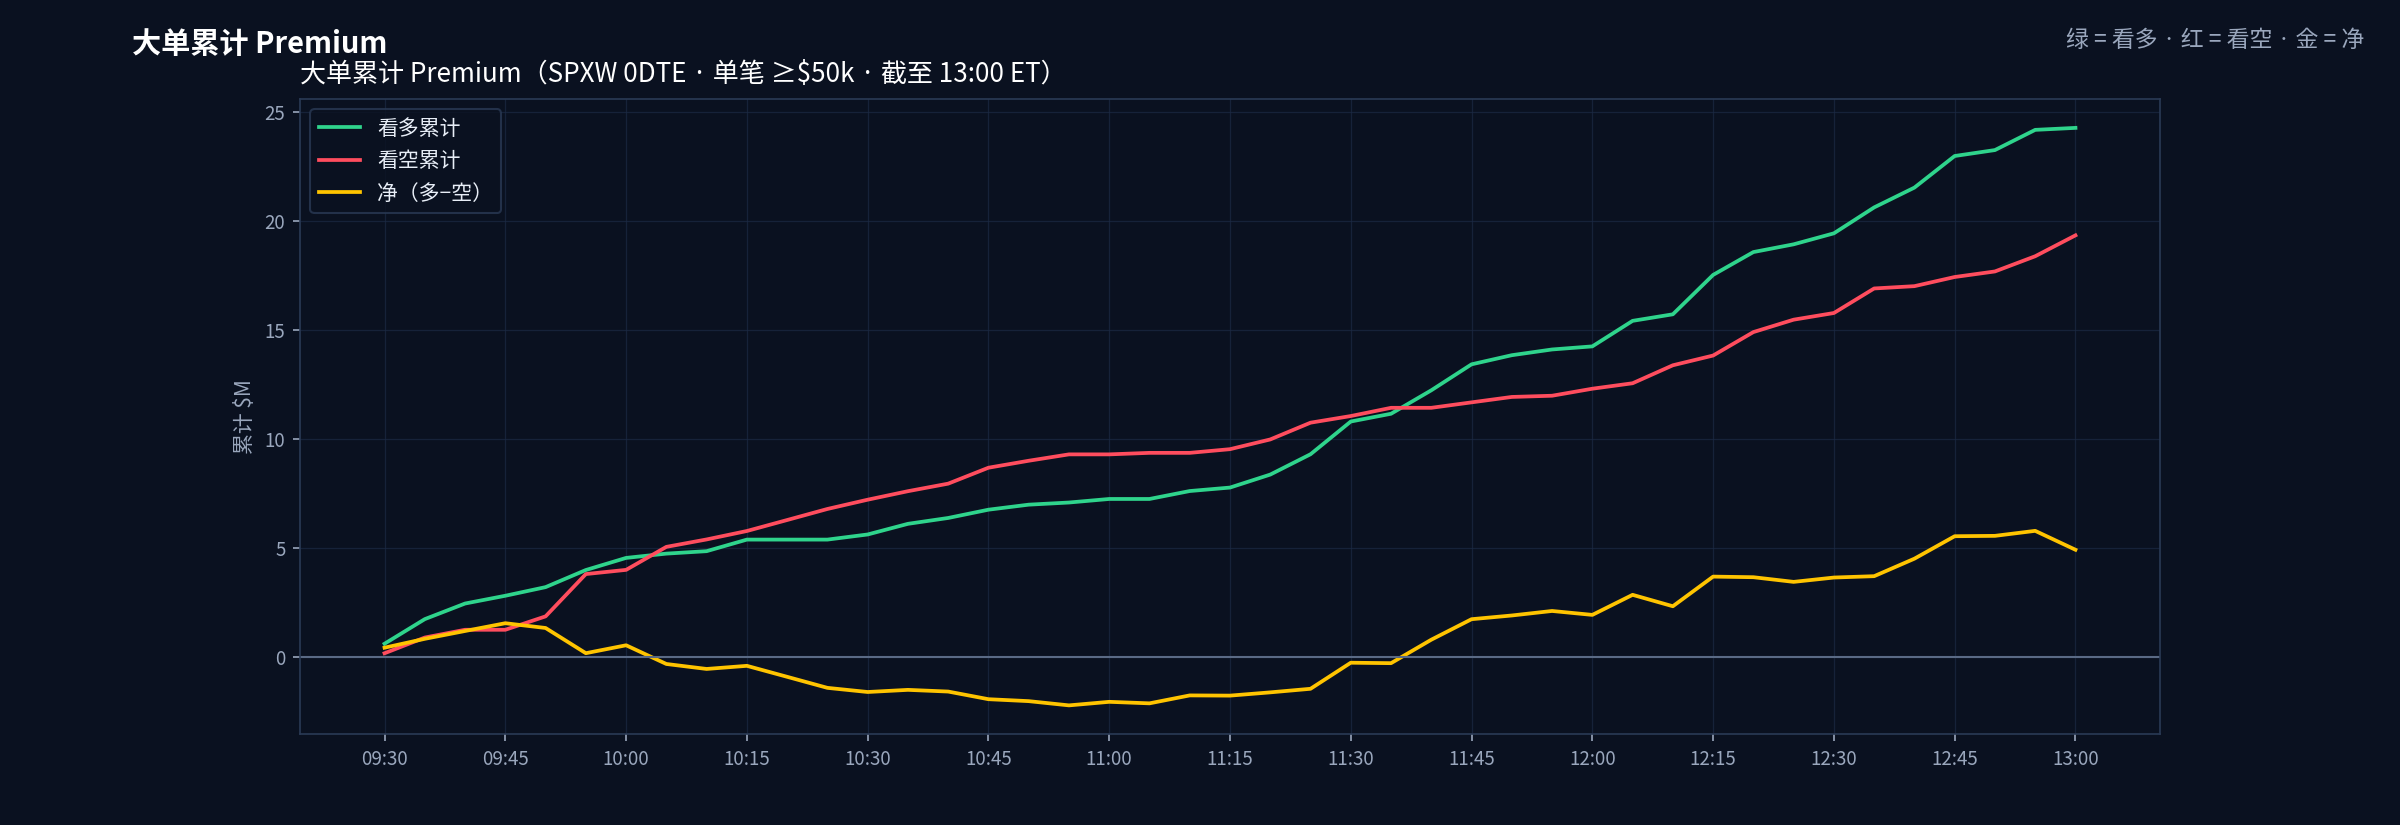 大单累计 Premium
绿 = 看多 · 红 = 看空 · 金 = 净
大单累计 Premium（SPXW 0DTE · 单笔 ≥$50k · 截至 13:00 ET）
看多累计
看空累计
净（多−空）
累计 $M
25
20
15
10
5
0
09:30 09:45 10:00 10:15 10:30 10:45 11:00 11:15 11:30 11:45 12:00 12:15 12:30 12:45 13:00